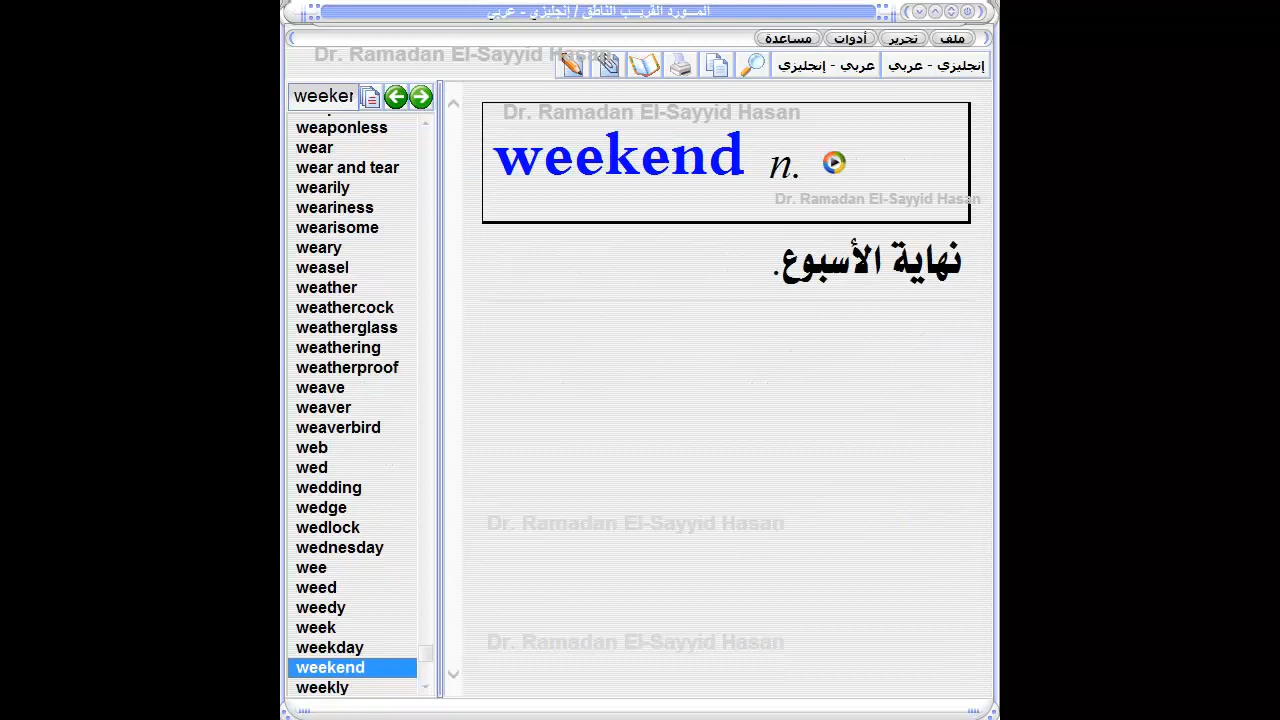 المـــورد القريـــب الناطق / إنجليزي - عربي
ملف
تحرير
أدوات
مساعدة
Dr. Ramadan El-Sayyid Hasan
إنجليزي - عربي
عربي - إنجليزي
weeker
weaponless
wear
wear and tear
wearily
weariness
wearisome
weary
weasel
weather
weathercock
weatherglass
weathering
weatherproof
weave
weaver
weaverbird
web
wed
wedding
wedge
wedlock
wednesday
wee
weed
weedy
week
weekday
weekend
weekly
Dr. Ramadan El-Sayyid Hasan
weekend n.
Dr. Ramadan El-Sayyid Hasan
نهاية الأسبوع.
Dr. Ramadan El-Sayyid Hasan
Dr. Ramadan El-Sayyid Hasan